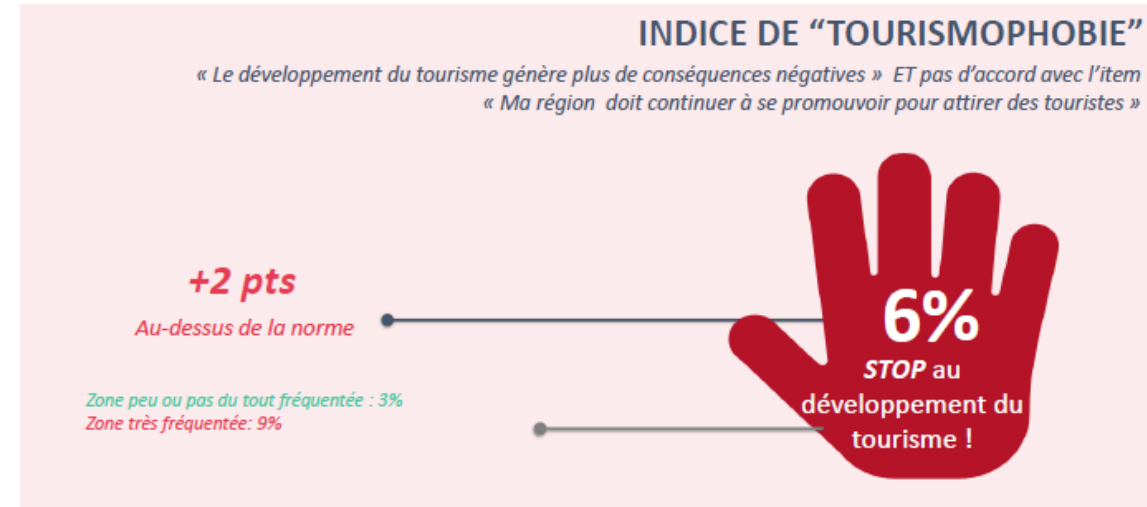 INDICE DE “TOURISMOPHOBIE”
« Le développement du tourisme génère plus de conséquences négatives » ET pas d’accord avec l’item
« Ma région doit continuer à se promouvoir pour attirer des touristes »
+2 pts
Au-dessus de la norme
Zone peu ou pas du tout fréquentée : 3%
Zone très fréquentée: 9%
6%
STOP au
développement du
tourisme !